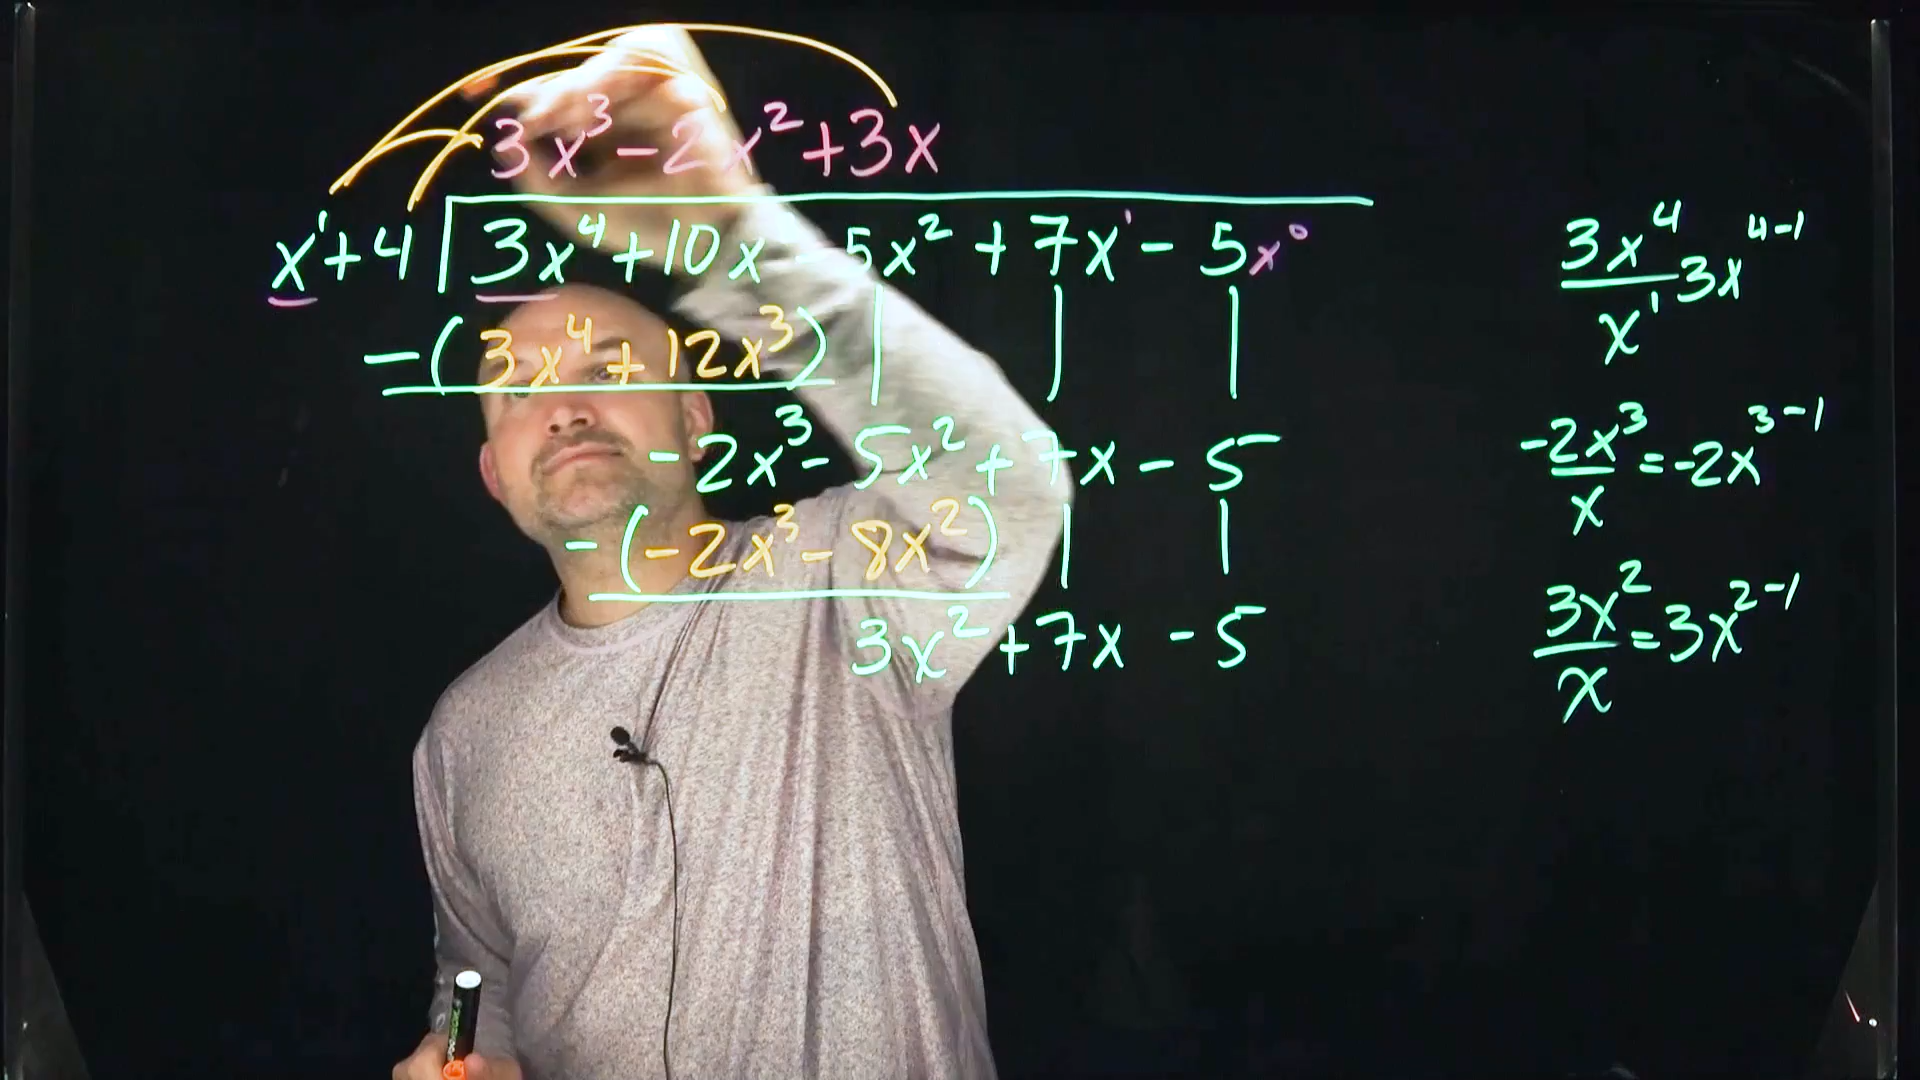 3x³ - 2x² + 3x
x¹ + 4 3x⁴ + 10x 5x² + 7x¹ - 5x⁰
-(3x⁴ + 12x³)
-2x³ - 5x² + 7x - 5
-(-2x³ - 8x²)
3x² + 7x - 5
3x⁴/x¹ 3x⁴⁻¹
-2x³/x = -2x³⁻¹
3x²/x = 3x²⁻¹